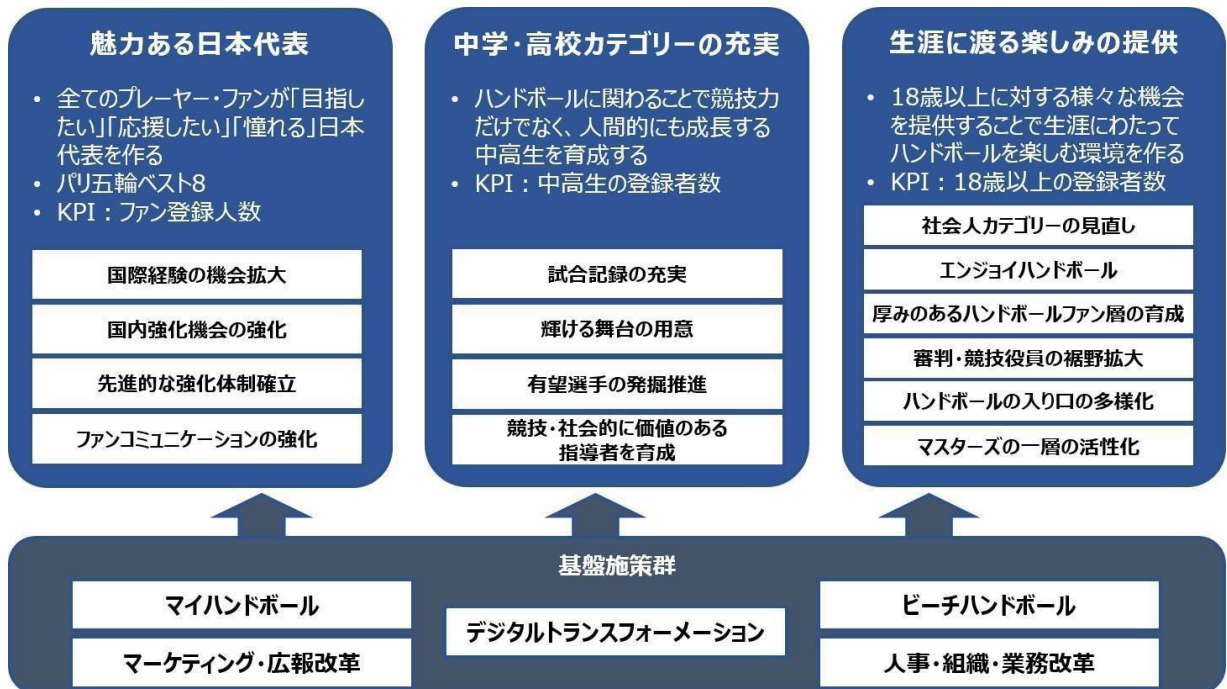 魅力ある日本代表
• 全てのプレーヤー・ファンが「目指し
たい」「応援したい」「憧れる」日本
代表を作る
• パリ五輪ベスト8
• KPI：ファン登録人数
国際経験の機会拡大
国内強化機会の強化
先進的な強化体制確立
ファンコミュニケーションの強化
中学・高校カテゴリーの充実
• ハンドボールに関わることで競技力
だけでなく、人間的にも成長する
中高生を育成する
• KPI：中高生の登録者数
試合記録の充実
輝ける舞台の用意
有望選手の発掘推進
競技・社会的に価値のある
指導者を育成
生涯に渡る楽しみの提供
• 18歳以上に対する様々な機会
を提供することで生涯にわたって
ハンドボールを楽しむ環境を作る
• KPI：18歳以上の登録者数
社会人カテゴリーの見直し
エンジョイハンドボール
厚みのあるハンドボールファン層の育成
審判・競技役員の裾野拡大
ハンドボールの入り口の多様化
マスターズの一層の活性化
基盤施策群
マイハンドボール
マーケティング・広報改革
デジタルトランスフォーメーション
ビーチハンドボール
人事・組織・業務改革